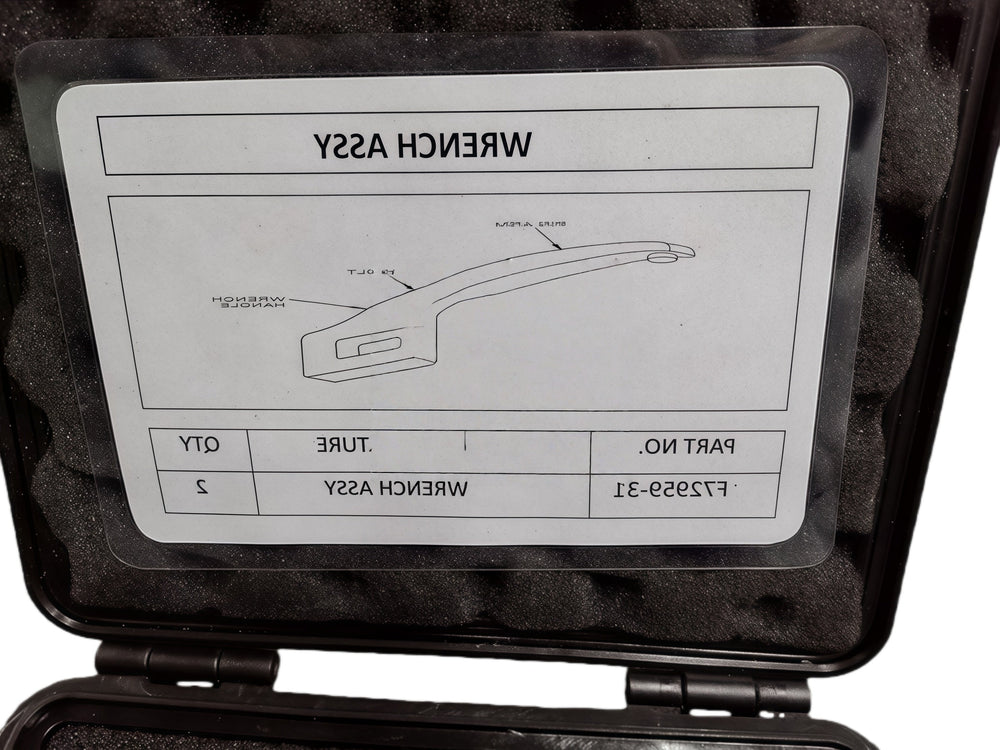 WRENCH ASSY
WRENCH
HANDLE
PART NO.
TURE
QTY
F72959-31
WRENCH ASSY
2